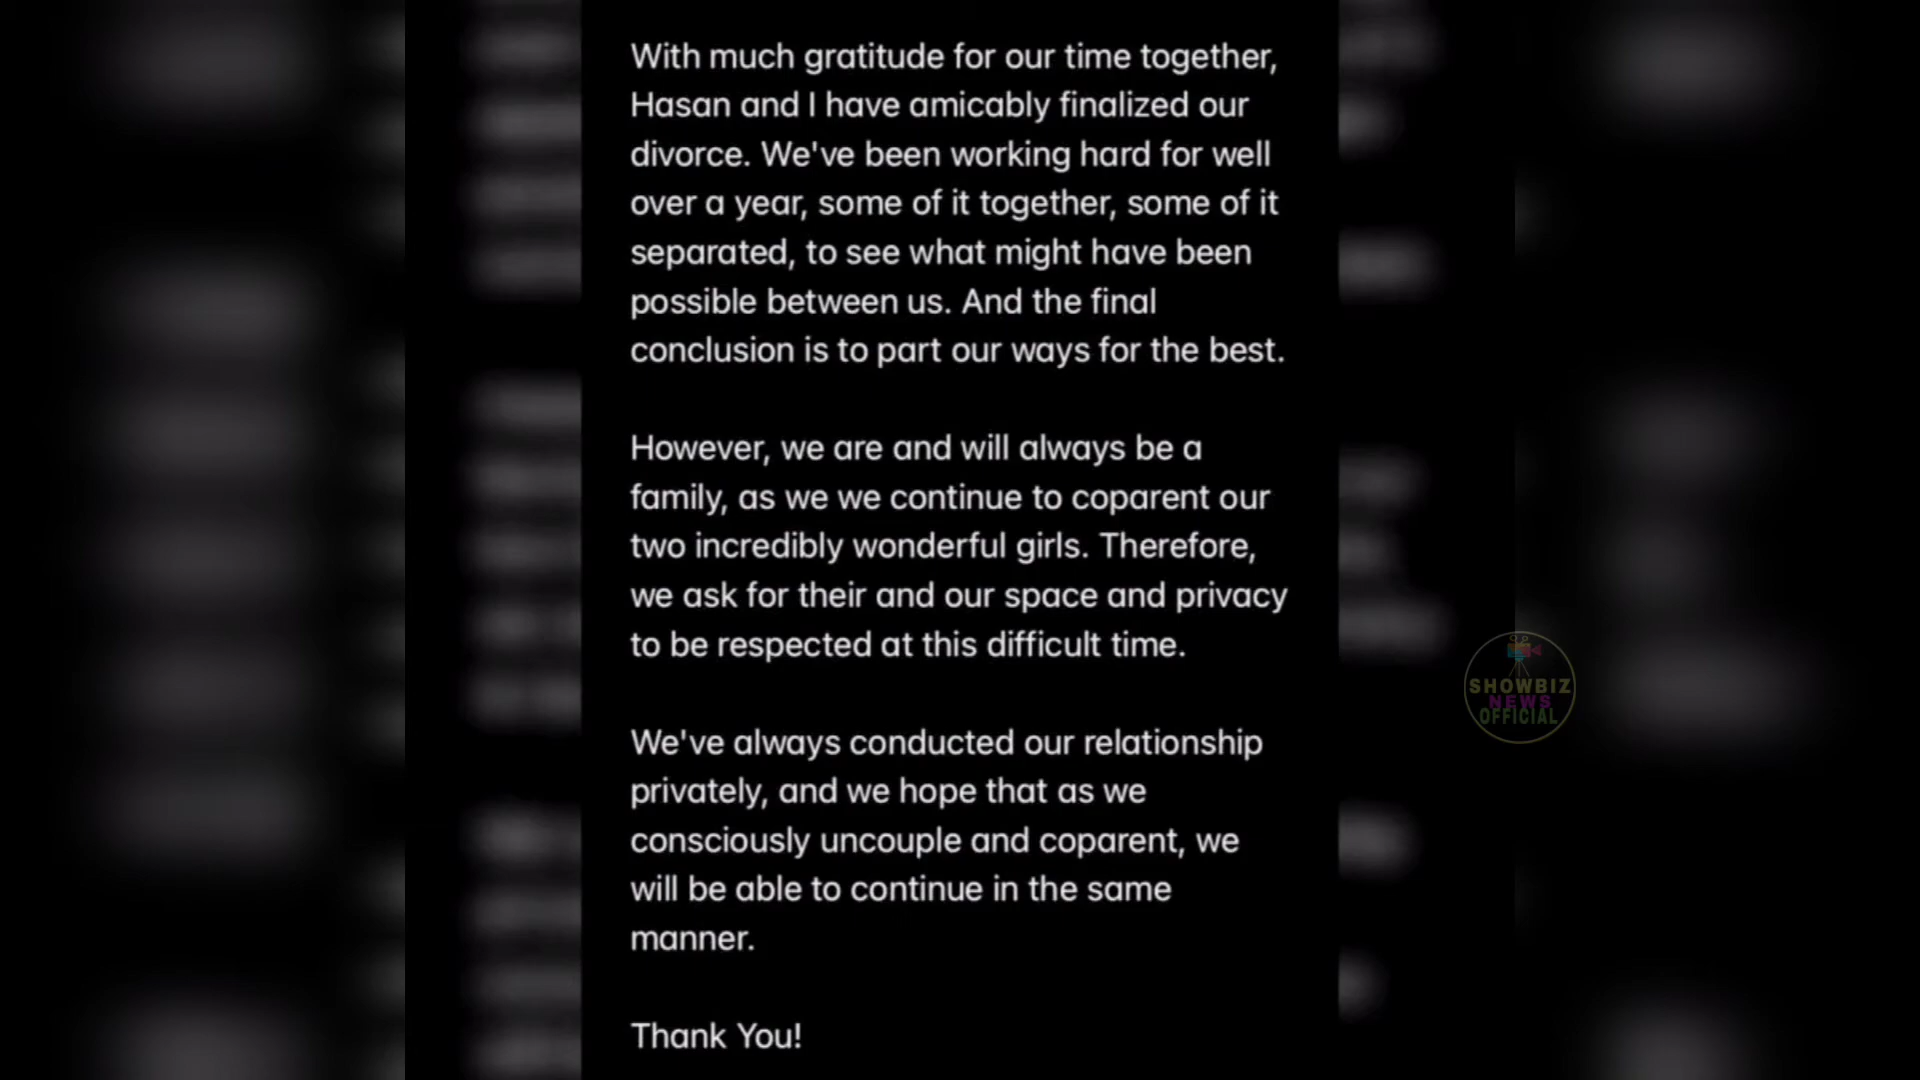 With much gratitude for our time together,
Hasan and I have amicably finalized our
divorce. We've been working hard for well
over a year, some of it together, some of it
separated, to see what might have been
possible between us. And the final
conclusion is to part our ways for the best.
However, we are and will always be a
family, as we we continue to coparent our
two incredibly wonderful girls. Therefore,
we ask for their and our space and privacy
to be respected at this difficult time.
We've always conducted our relationship
privately, and we hope that as we
consciously uncouple and coparent, we
will be able to continue in the same
manner.
Thank You!
SHOWBIZ
NEWS
OFFICIAL